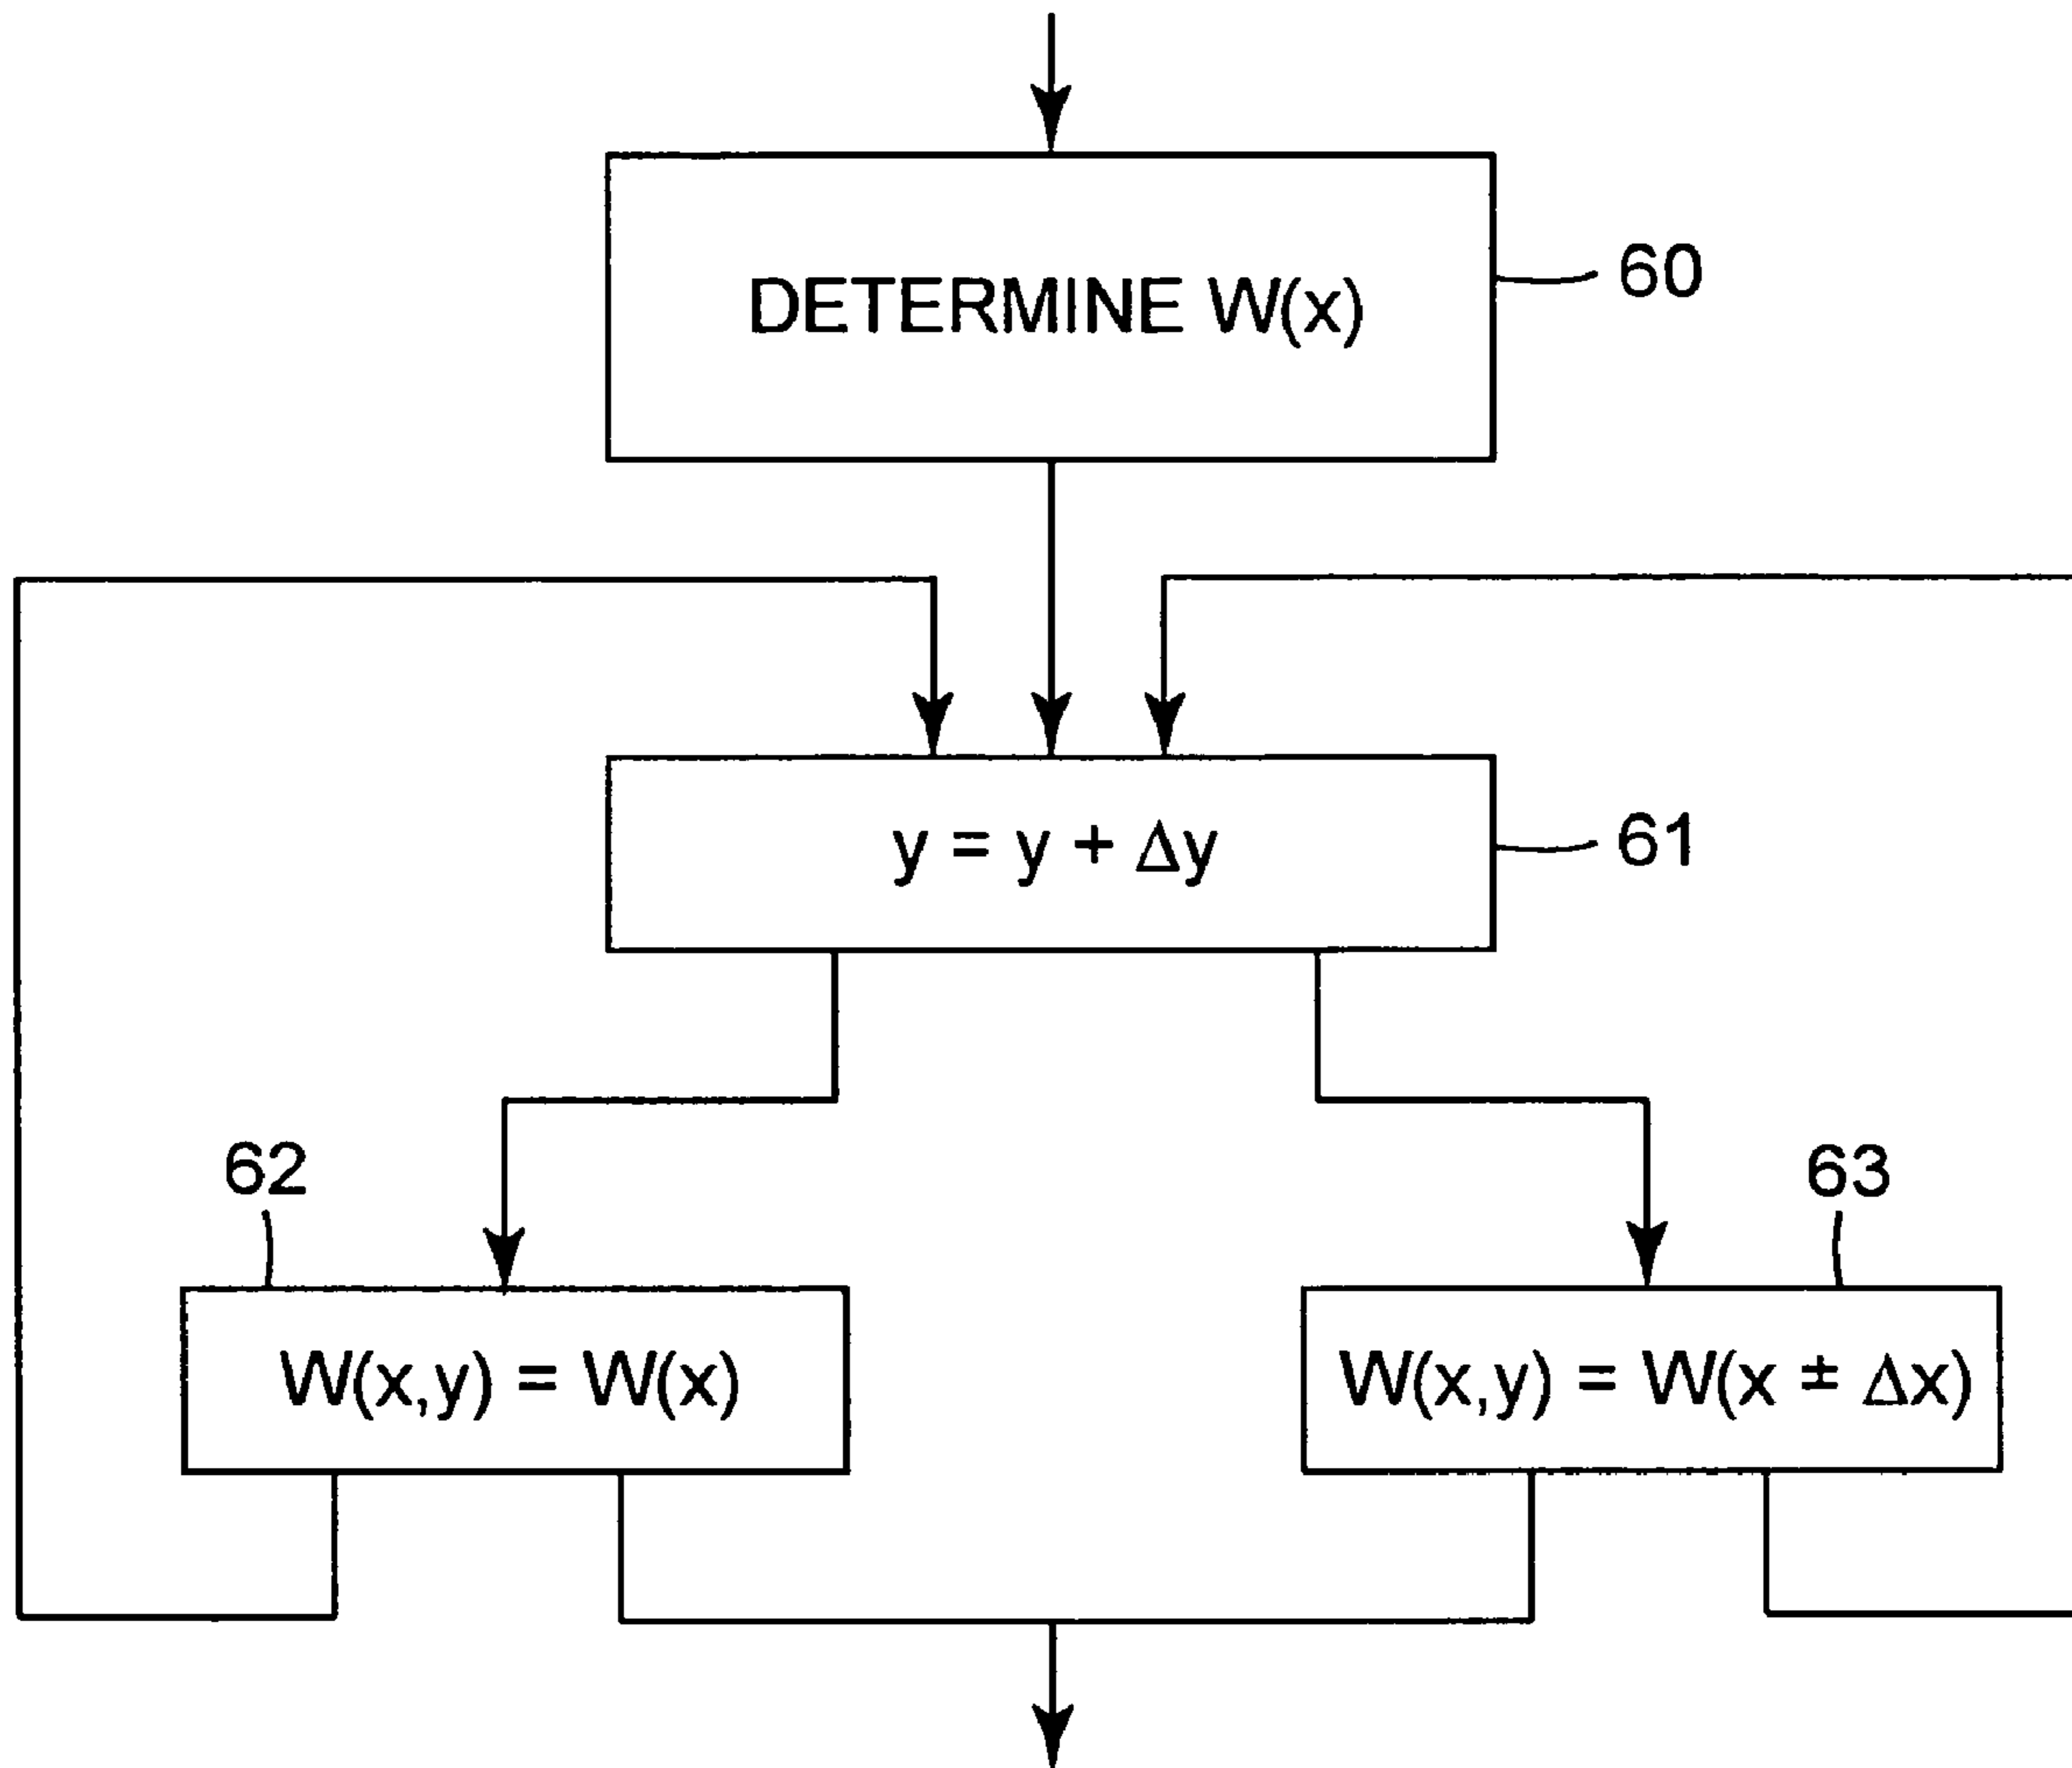 DETERMINE W(x)
60
y = y + Δy
61
62
63
W(x,y) = W(x)
W(x,y) = W(x ± Δx)